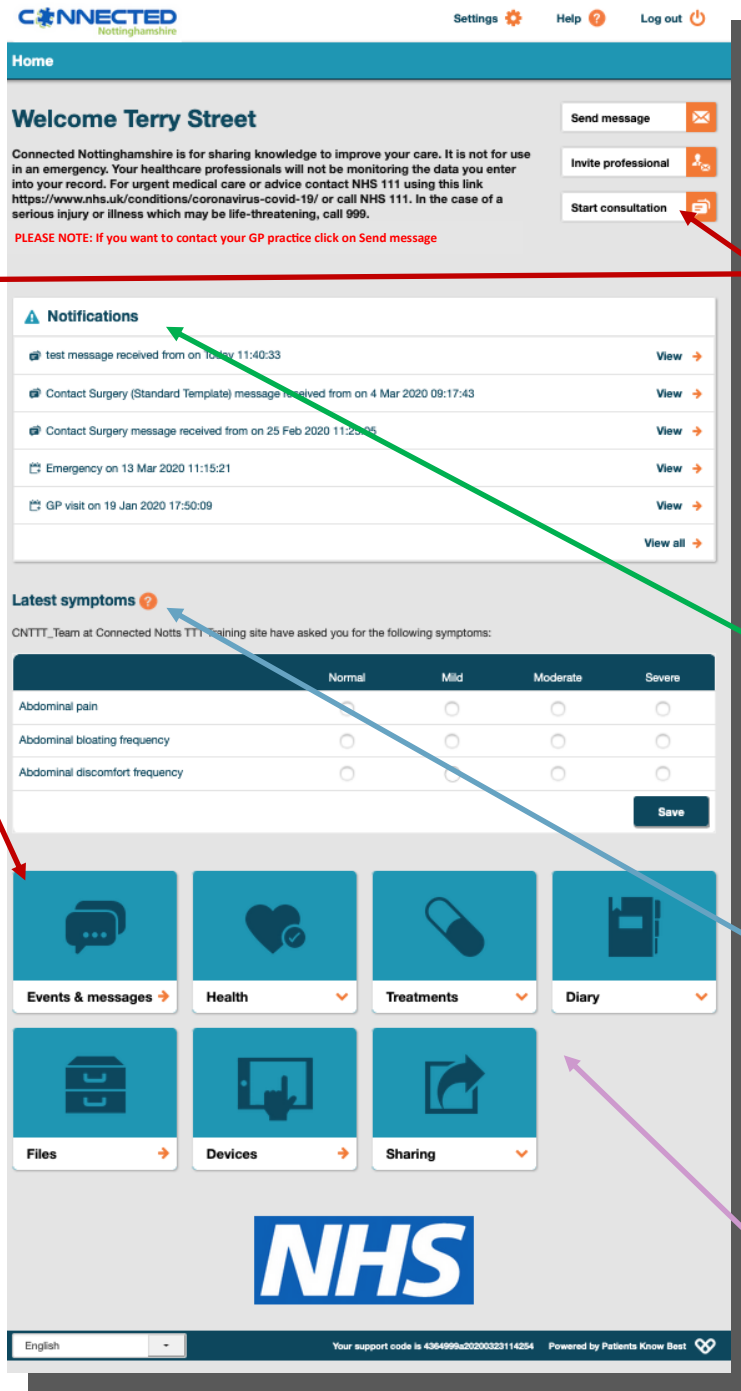 CONNECTED
Nottinghamshire
Settings
Help ?
Log out
Home
Welcome Terry Street
Connected Nottinghamshire is for sharing knowledge to improve your care. It is not for use
in an emergency. Your healthcare professionals will not be monitoring the data you enter
into your record. For urgent medical care or advice contact NHS 111 using this link
https://www.nhs.uk/conditions/coronavirus-covid-19/ or call NHS 111. In the case of a
serious injury or illness which may be life-threatening, call 999.
PLEASE NOTE: If you want to contact your GP practice click on Send message
Send message
Invite professional
Start consultation
Notifications
test message received from on Today 11:40:33
View
Contact Surgery (Standard Template) message received from on 4 Mar 2020 09:17:43
View
Contact Surgery message received from on 25 Feb 2020
View
Emergency on 13 Mar 2020 11:15:21
View
GP visit on 19 Jan 2020 17:50:09
View
View all
Latest symptoms ?
CNTTT_Team at Connected Notts TTT Training site have asked you for the following symptoms:
Normal Mild Moderate Severe
Abdominal pain
Abdominal bloating frequency
Abdominal discomfort frequency
Save
Events & messages
Health
Treatments
Diary
Files
Devices
Sharing
NHS
English
Your support code is 4364999a20200323114254
Powered by Patients Know Best